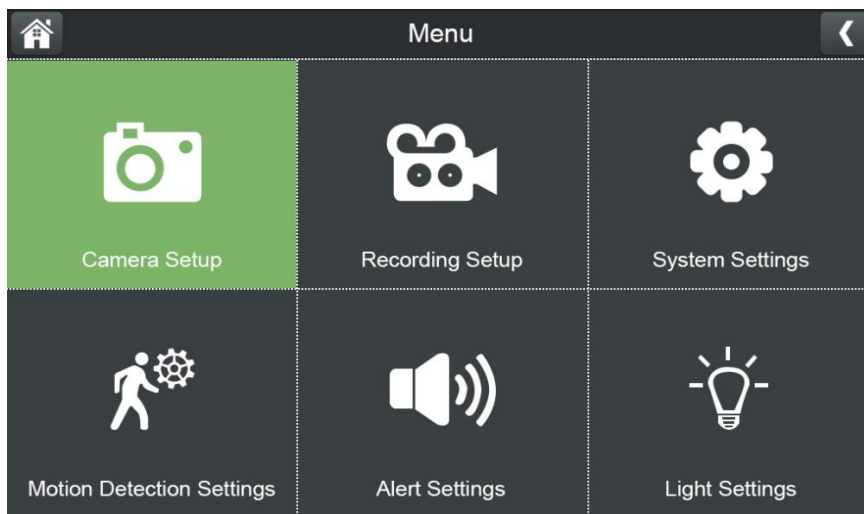 Menu
Camera Setup
Recording Setup
System Settings
Motion Detection Settings
Alert Settings
Light Settings